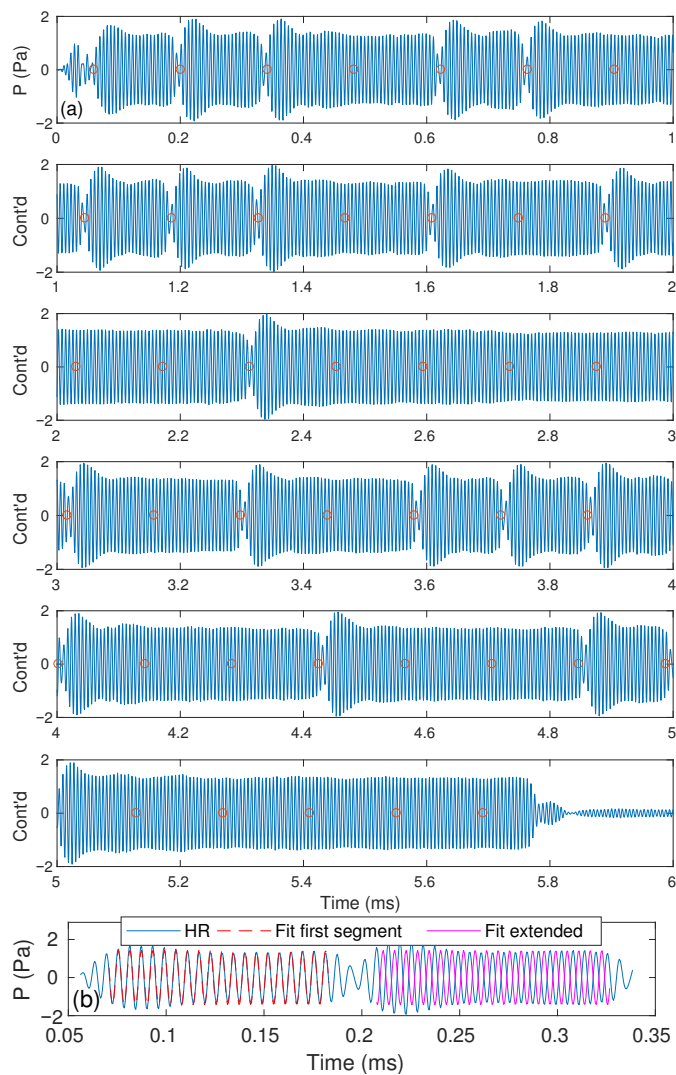 2
P (Pa)
0
-2
(a)
0 0.2 0.4 0.6 0.8 1
2
Cont'd
0
-2
1 1.2 1.4 1.6 1.8 2
2
Cont'd
0
-2
2 2.2 2.4 2.6 2.8 3
2
Cont'd
0
-2
3 3.2 3.4 3.6 3.8 4
2
Cont'd
0
-2
4 4.2 4.4 4.6 4.8 5
2
Cont'd
0
-2
5 5.2 5.4 5.6 5.8 6
Time (ms)
HR Fit first segment Fit extended
2
P (Pa)
0
-2
(b)
0.05 0.1 0.15 0.2 0.25 0.3 0.35
Time (ms)